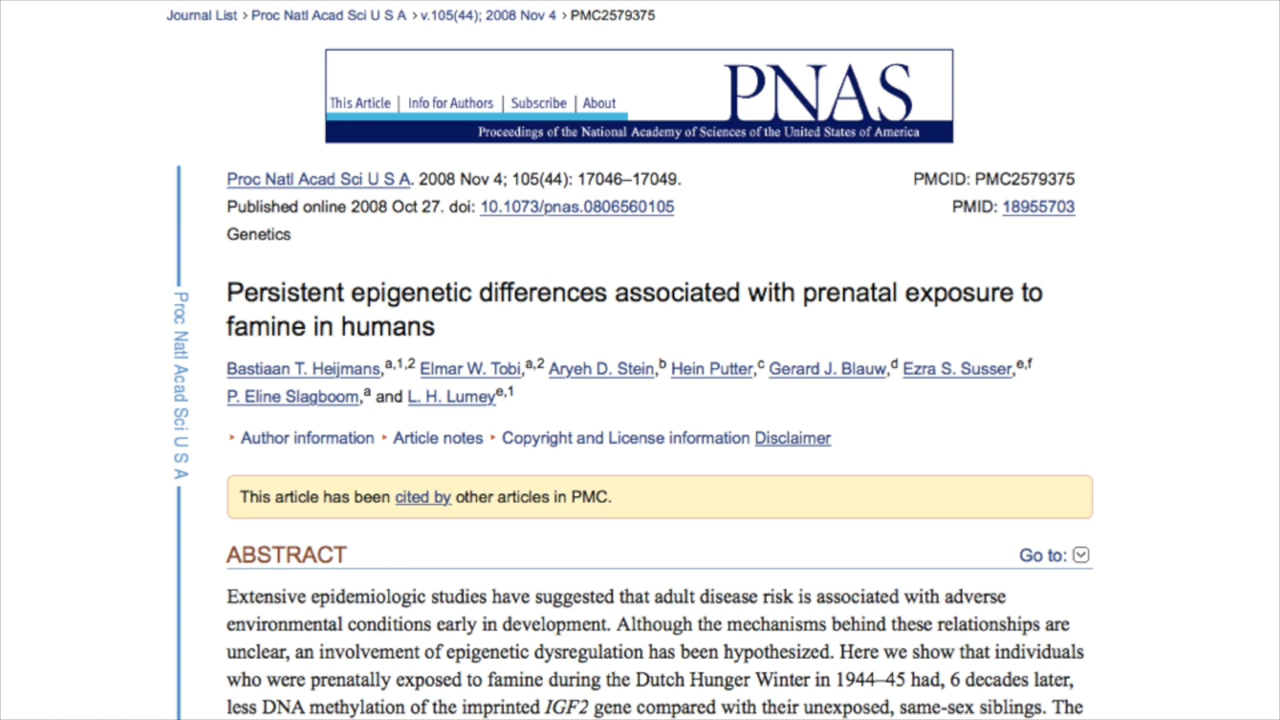 Journal List > Proc Natl Acad Sci U S A > v.105(44); 2008 Nov 4 > PMC2579375
PNAS
This Article | Info for Authors | Subscribe | About
Proceedings of the National Academy of Sciences of the United States of America
Proc Natl Acad Sci U S A
Proc Natl Acad Sci U S A. 2008 Nov 4; 105(44): 17046–17049.
PMCID: PMC2579375
Published online 2008 Oct 27. doi: 10.1073/pnas.0806560105
PMID: 18955703
Genetics
Persistent epigenetic differences associated with prenatal exposure to
famine in humans
Bastiaan T. Heijmans,a,1,2 Elmar W. Tobi,a,2 Aryeh D. Stein,b Hein Putter,c Gerard J. Blauw,d Ezra S. Susser,e,f
P. Eline Slagboom,a and L. H. Lumeye,1
Author information Article notes Copyright and License information Disclaimer
This article has been cited by other articles in PMC.
ABSTRACT
Go to:
Extensive epidemiologic studies have suggested that adult disease risk is associated with adverse
environmental conditions early in development. Although the mechanisms behind these relationships are
unclear, an involvement of epigenetic dysregulation has been hypothesized. Here we show that individuals
who were prenatally exposed to famine during the Dutch Hunger Winter in 1944–45 had, 6 decades later,
less DNA methylation of the imprinted IGF2 gene compared with their unexposed, same-sex siblings. The